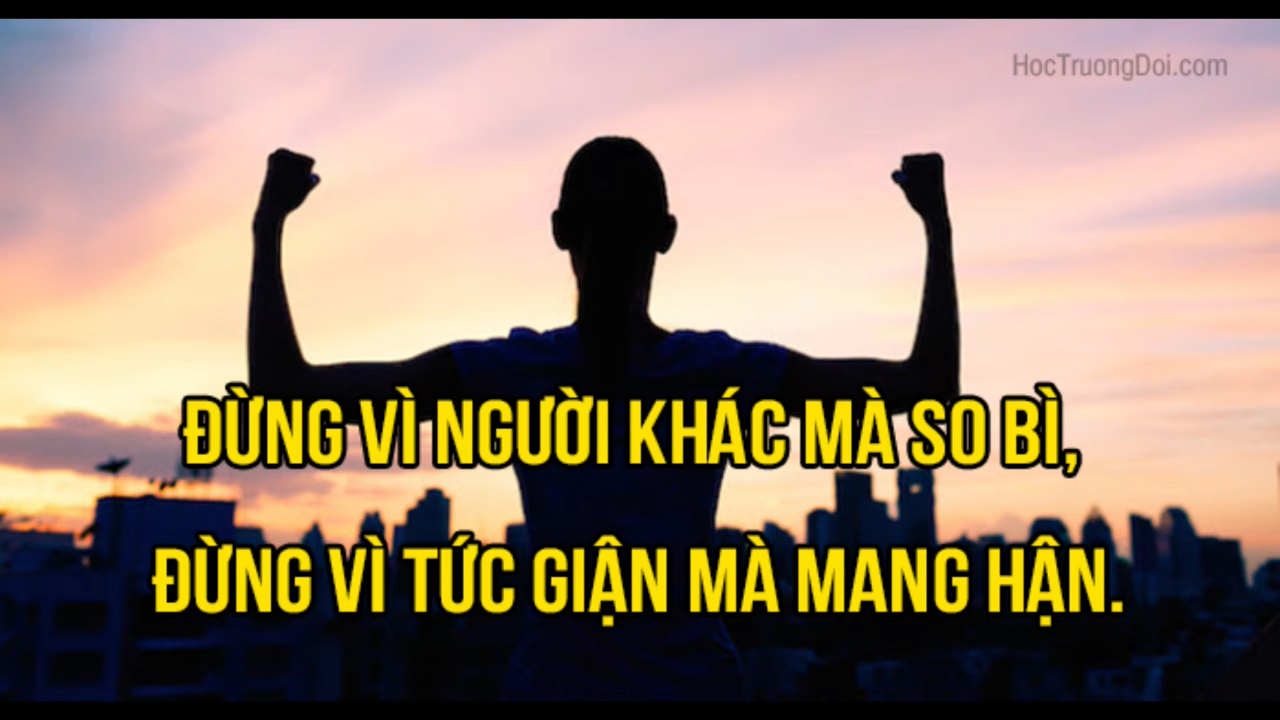 HocTruongDoi.com
ĐỪNG VÌ NGƯỜI KHÁC MÀ SO BÌ,
ĐỪNG VÌ TỨC GIẬN MÀ MANG HẬN.